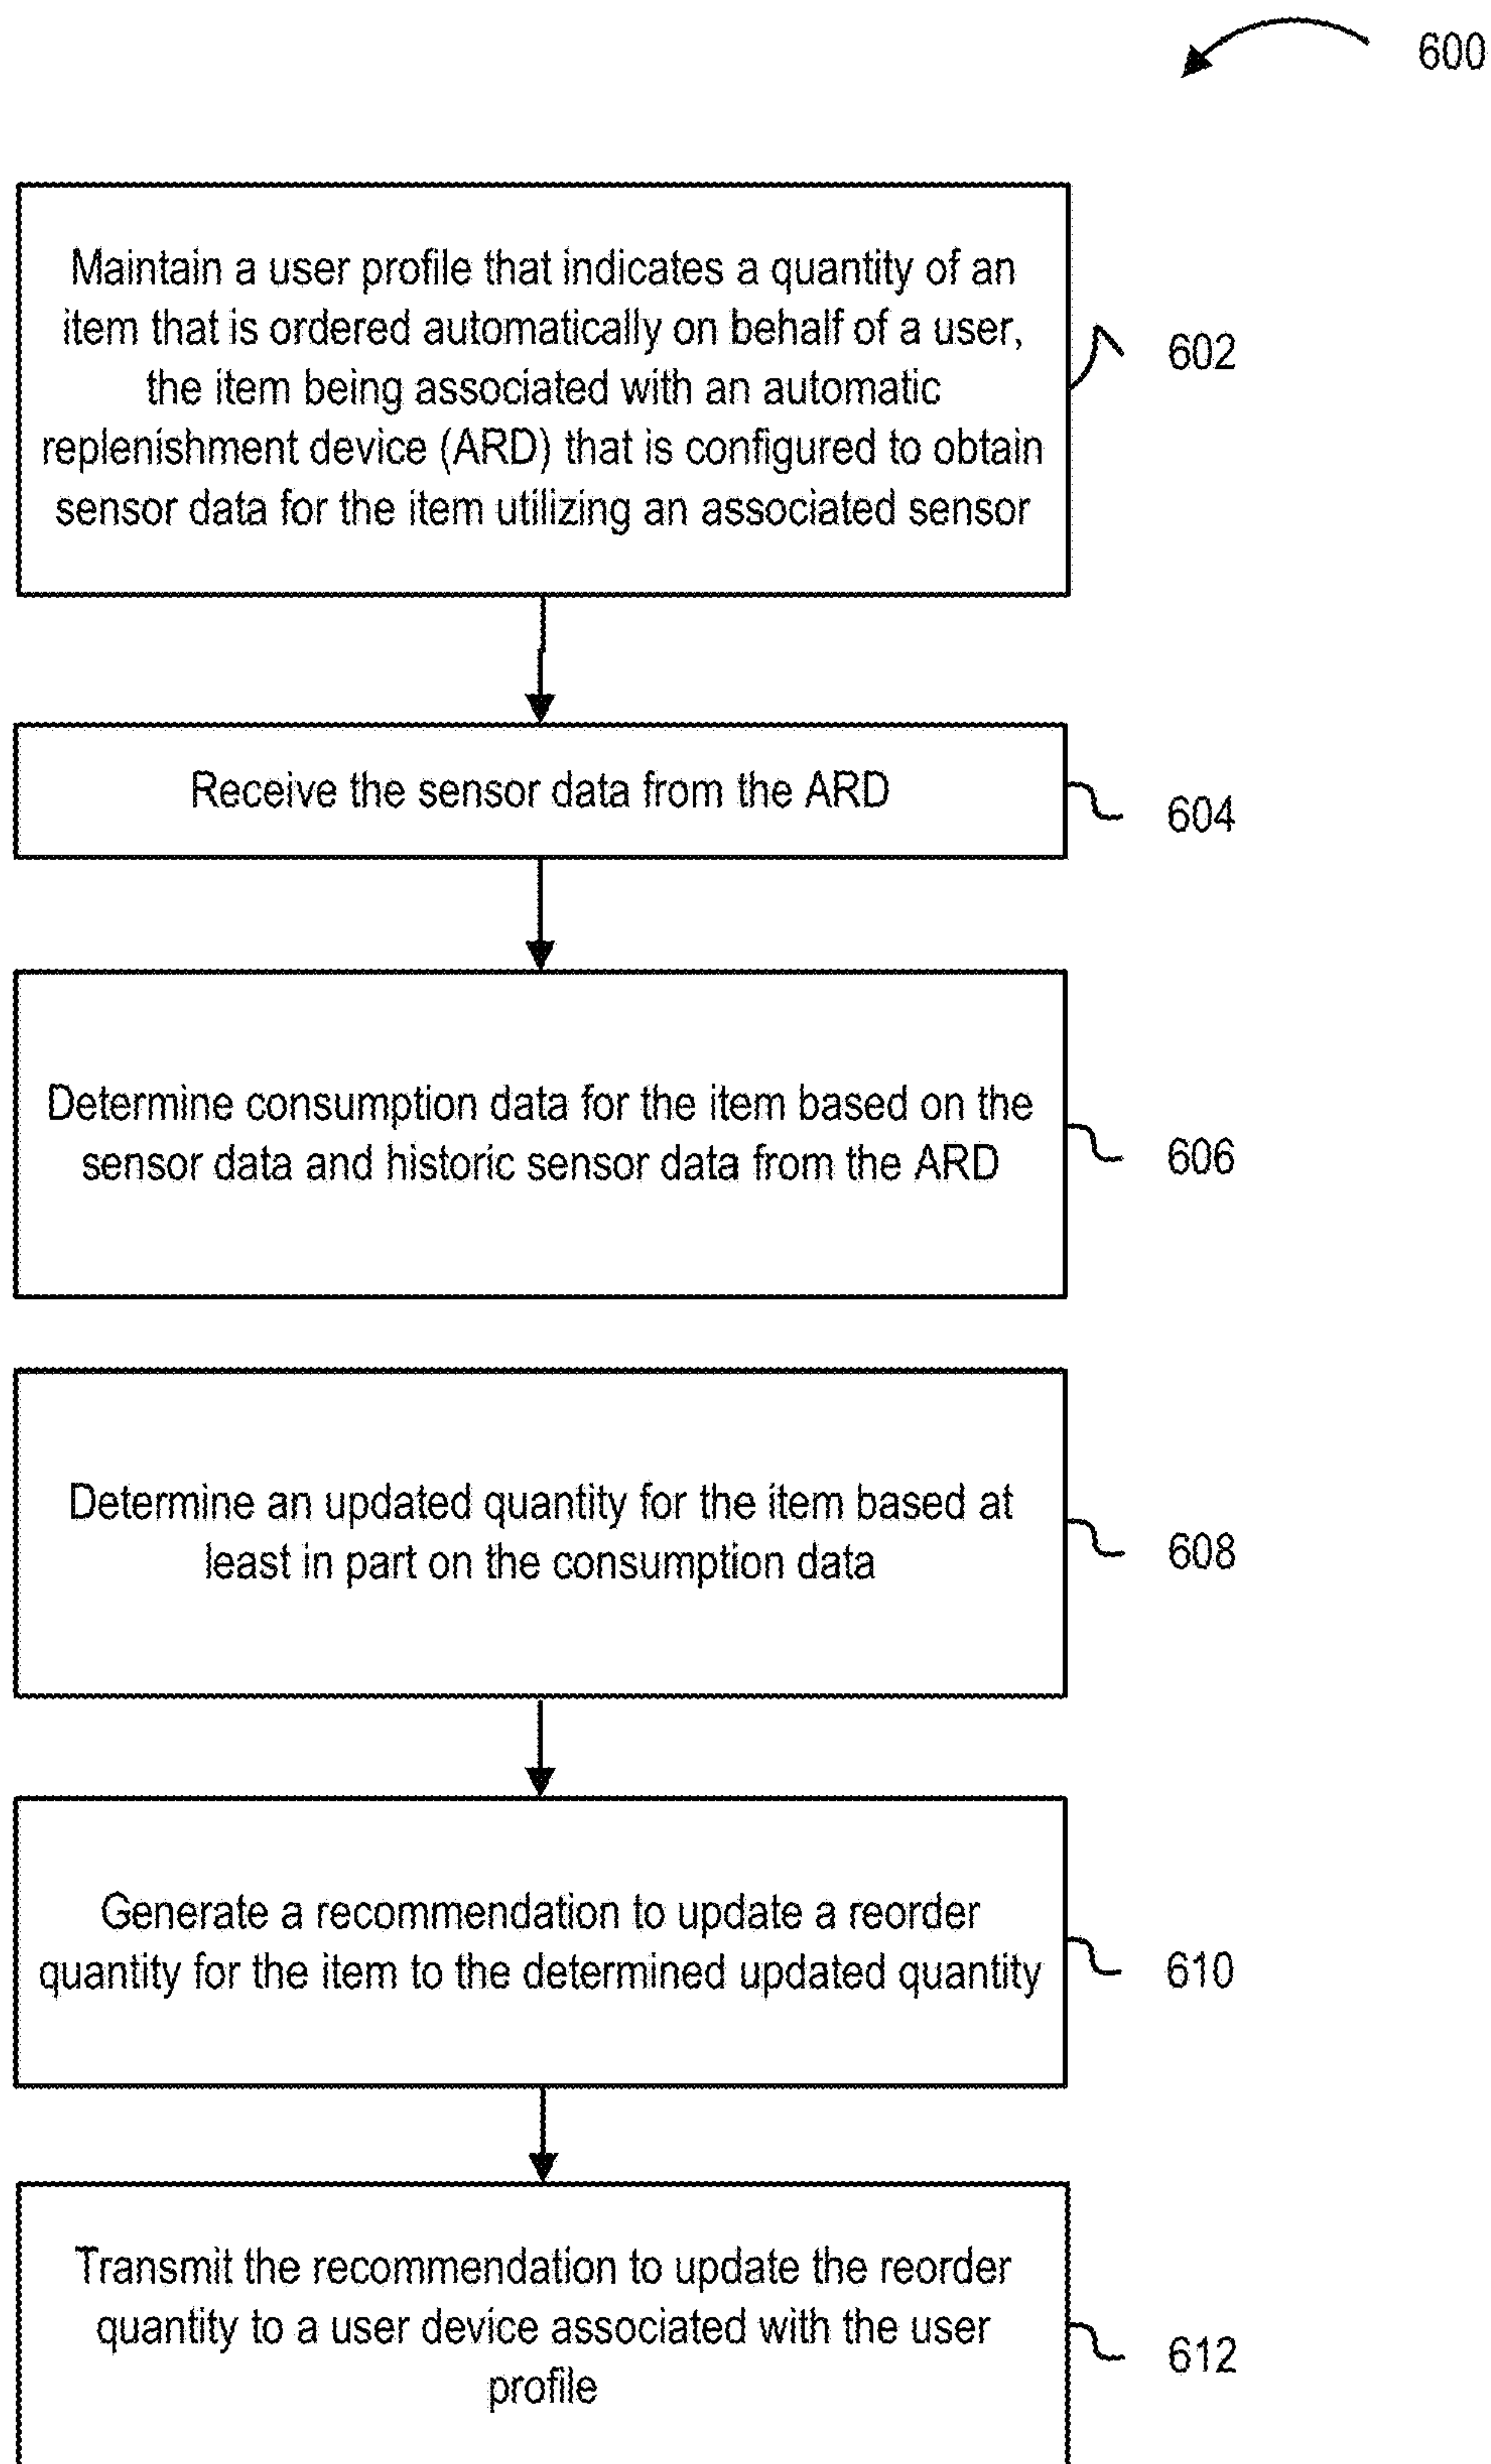 600
Maintain a user profile that indicates a quantity of an
item that is ordered automatically on behalf of a user,
the item being associated with an automatic
replenishment device (ARD) that is configured to obtain
sensor data for the item utilizing an associated sensor
602
Receive the sensor data from the ARD
604
Determine consumption data for the item based on the
sensor data and historic sensor data from the ARD
606
Determine an updated quantity for the item based at
least in part on the consumption data
608
Generate a recommendation to update a reorder
quantity for the item to the determined updated quantity
610
Transmit the recommendation to update the reorder
quantity to a user device associated with the user
profile
612